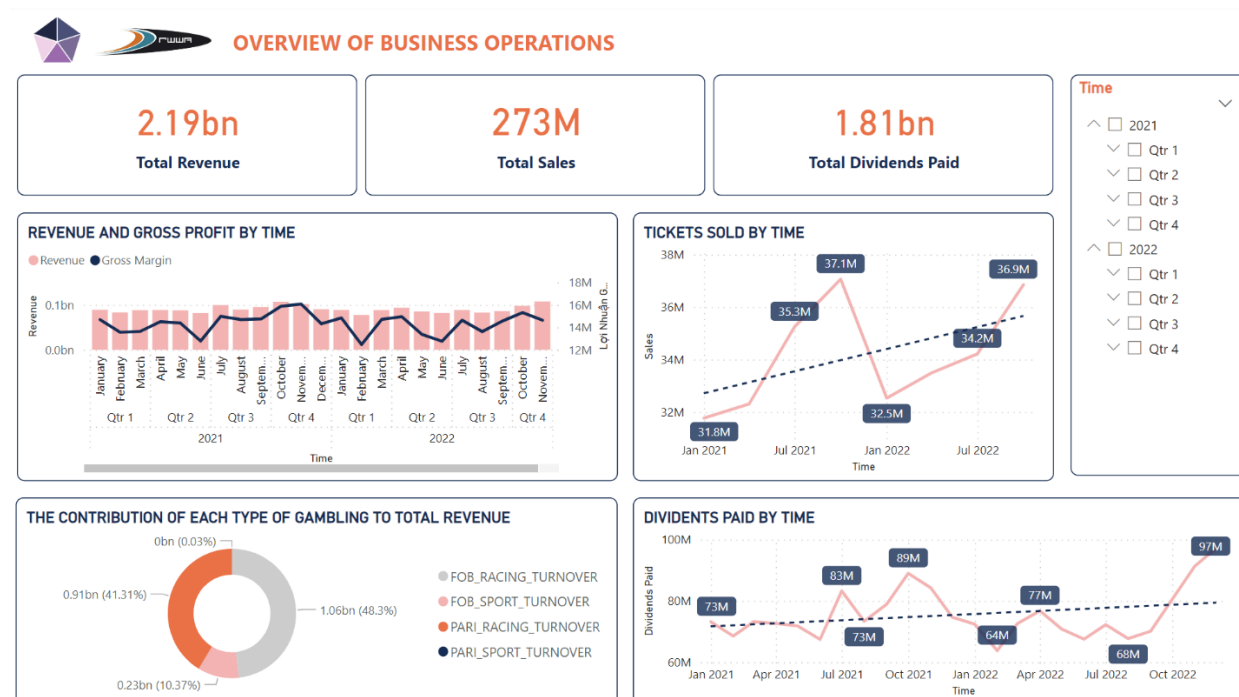 RWWA
OVERVIEW OF BUSINESS OPERATIONS
2.19bn
Total Revenue
273M
Total Sales
1.81bn
Total Dividends Paid
Time
2021
Qtr 1
Qtr 2
Qtr 3
Qtr 4
2022
Qtr 1
Qtr 2
Qtr 3
Qtr 4
REVENUE AND GROSS PROFIT BY TIME
Revenue Gross Margin
Revenue
0.1bn
0.0bn
18M
16M
14M
12M
Lợi Nhuận G...
January February March April May June July August Septem... October Novem... Decem... January February March April May June July August Septem... October Novem...
Qtr 1 Qtr 2 Qtr 3 Qtr 4 Qtr 1 Qtr 2 Qtr 3 Qtr 4
2021 2022
Time
TICKETS SOLD BY TIME
Sales
38M
36M
34M
32M
31.8M
35.3M
37.1M
32.5M
34.2M
36.9M
Jan 2021 Jul 2021 Jan 2022 Jul 2022
Time
THE CONTRIBUTION OF EACH TYPE OF GAMBLING TO TOTAL REVENUE
0bn (0.03%)
0.91bn (41.31%)
1.06bn (48.3%)
0.23bn (10.37%)
FOB_RACING_TURNOVER
FOB_SPORT_TURNOVER
PARI_RACING_TURNOVER
PARI_SPORT_TURNOVER
DIVIDENTS PAID BY TIME
Dividends Paid
100M
80M
60M
73M
83M
73M
89M
64M
77M
68M
97M
Jan 2021 Apr 2021 Jul 2021 Oct 2021 Jan 2022 Apr 2022 Jul 2022 Oct 2022
Time